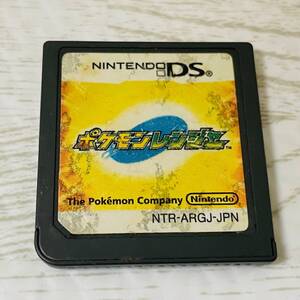 NINTENDO DS®
ポケモンレンジャー
The Pokémon Company Nintendo
NTR-ARGJ-JPN